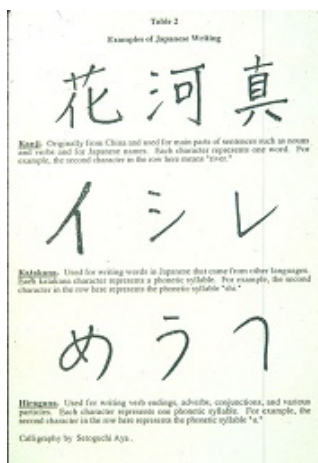 Table 2
Examples of Japanese Writing
花 河 真
Kanji. Originally from China and used for main parts of sentences such as nouns
and verbs and for Japanese names. Each character represents one word. For
example, the second character in the row here means "river."
イ シ レ
Katakana. Used for writing words in Japanese that came from other languages.
Each katakana character represents a phonetic syllable. For example, the second
character in the row here represents the phonetic syllable "shi."
め う つ
Hiragana. Used for writing verb endings, adverbs, conjunctions, and various
particles. Each character represents one phonetic syllable. For example, the
second character in the row here represents the phonetic syllable "u."
Calligraphy by Setoguchi Aya.